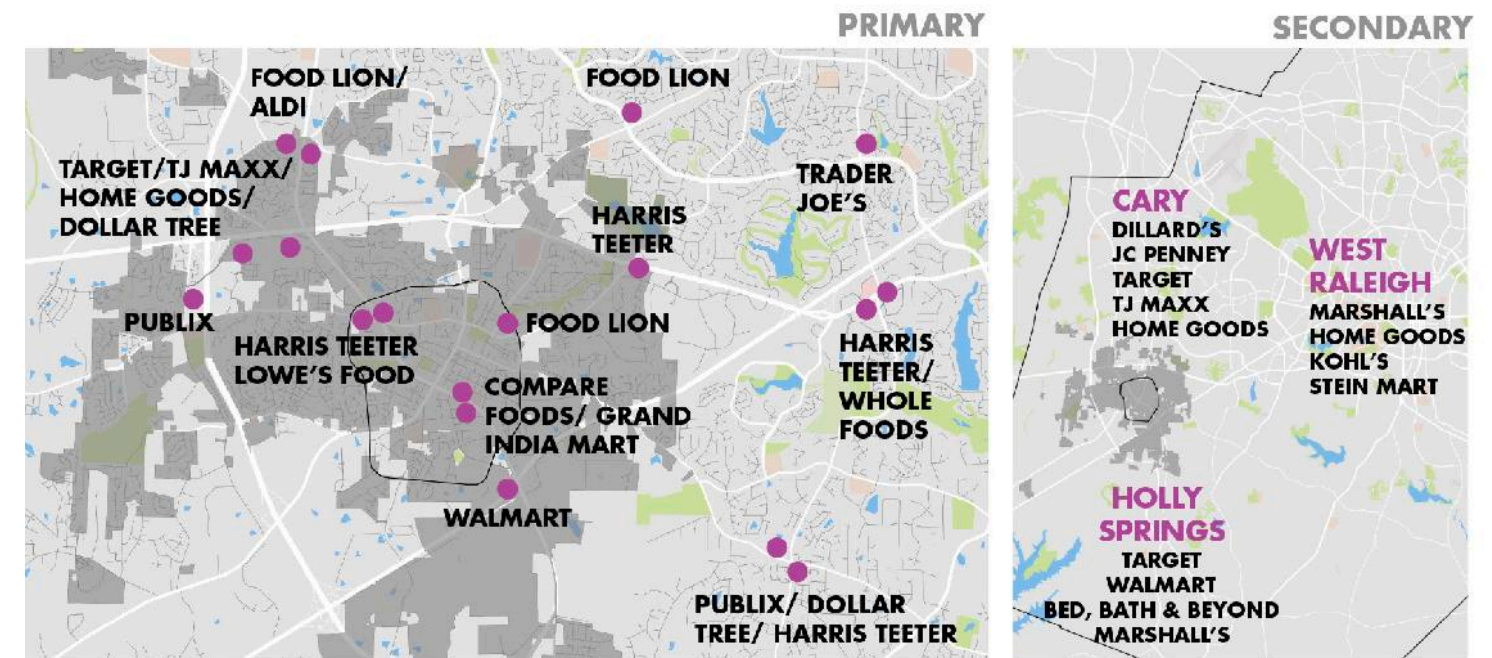 PRIMARY
FOOD LION/
ALDI
FOOD LION
TARGET/TJ MAXX/
HOME GOODS/
DOLLAR TREE
TRADER
JOE'S
HARRIS
TEETER
PUBLIX
HARRIS TEETER
LOWE'S FOOD
FOOD LION
HARRIS
TEETER/
WHOLE
FOODS
COMPARE
FOODS/ GRAND
INDIA MART
WALMART
PUBLIX/ DOLLAR
TREE/ HARRIS TEETER
SECONDARY
CARY
DILLARD'S
JC PENNEY
TARGET
TJ MAXX
HOME GOODS
WEST
RALEIGH
MARSHALL'S
HOME GOODS
KOHL'S
STEIN MART
HOLLY
SPRINGS
TARGET
WALMART
BED, BATH & BEYOND
MARSHALL'S